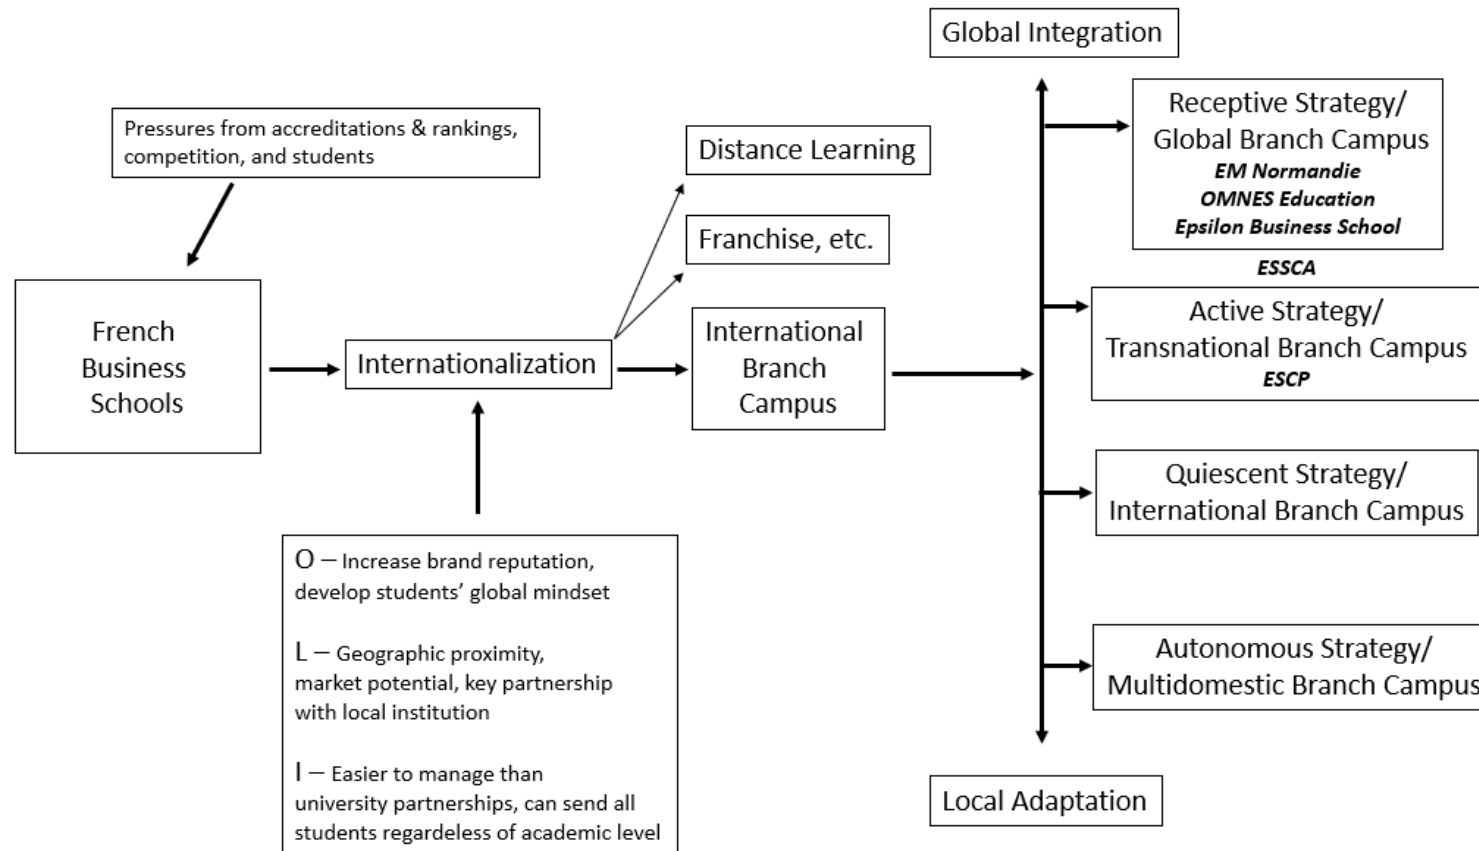 Global Integration
Pressures from accreditations & rankings,
competition, and students
Distance Learning
Franchise, etc.
French
Business
Schools
Internationalization
International
Branch
Campus
O – Increase brand reputation,
develop students' global mindset
L – Geographic proximity,
market potential, key partnership
with local institution
I – Easier to manage than
university partnerships, can send all
students regardeless of academic level
Receptive Strategy/
Global Branch Campus
EM Normandie
OMNES Education
Epsilon Business School
ESSCA
Active Strategy/
Transnational Branch Campus
ESCP
Quiescent Strategy/
International Branch Campus
Autonomous Strategy/
Multidomestic Branch Campus
Local Adaptation